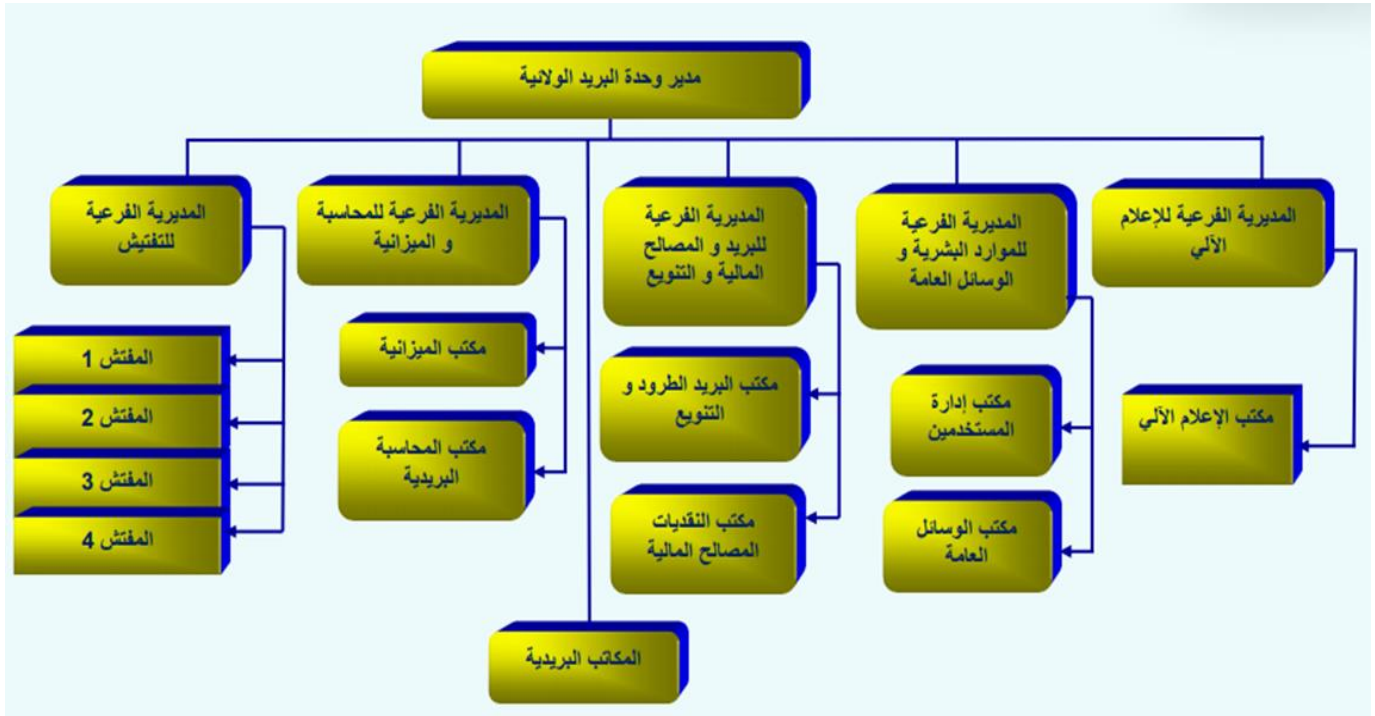 مدير وحدة البريد الولائية
المديرية الفرعية للإعلام
الآلي
مكتب الإعلام الآلي
المديرية الفرعية
للموارد البشرية و
الوسائل العامة
مكتب إدارة
المستخدمين
مكتب الوسائل
العامة
المديرية الفرعية
للبريد و المصالح
المالية و التنويع
مكتب البريد الطرود و
التنويع
مكتب النقديات
المصالح المالية
المديرية الفرعية للمحاسبة
و الميزانية
مكتب الميزانية
مكتب المحاسبة
البريدية
المديرية الفرعية
للتفتيش
المفتش 1
المفتش 2
المفتش 3
المفتش 4
المكاتب البريدية